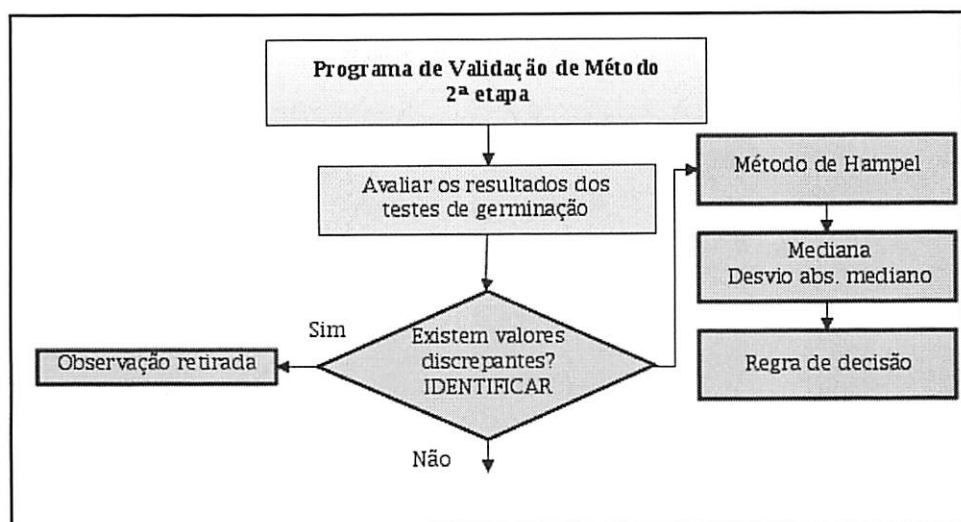 Programa de Validação de Método
2ª etapa
Avaliar os resultados dos
testes de germinação
Método de Hampel
Mediana
Desvio abs. mediano
Regra de decisão
Sim
Existem valores
discrepantes?
IDENTIFICAR
Observação retirada
Não